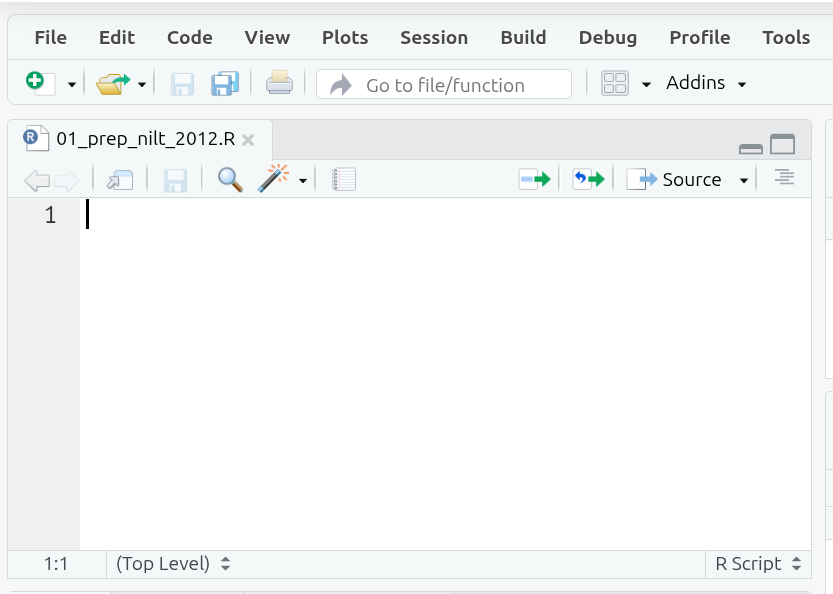 File Edit Code View Plots Session Build Debug Profile Tools
Go to file/function Addins
R 01_prep_nilt_2012.R
Source
1
1:1 (Top Level) R Script